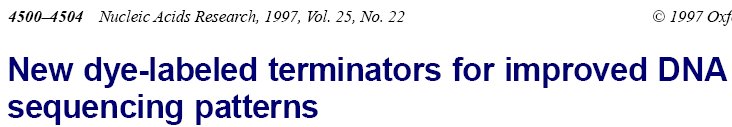 4500–4504 Nucleic Acids Research, 1997, Vol. 25, No. 22 © 1997 Oxf
New dye-labeled terminators for improved DNA
sequencing patterns